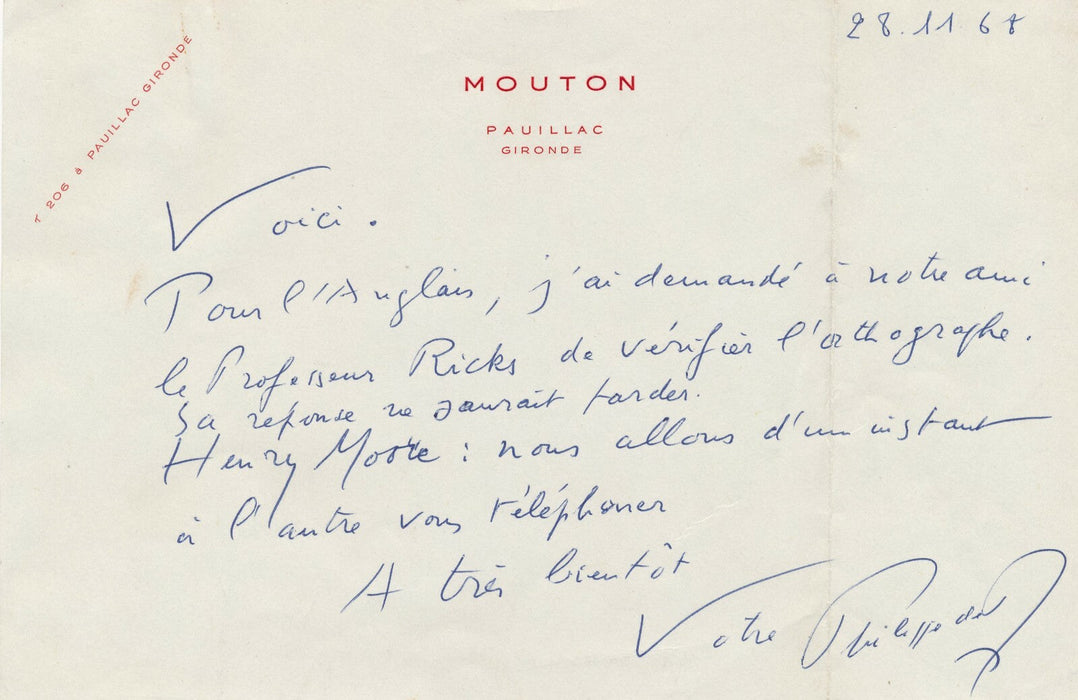 28.11.68
T 206 à PAUILLAC GIRONDE
MOUTON
PAUILLAC
GIRONDE
Voici.
Pour l'Anglais, j'ai demandé à notre ami
le Professeur Ricks de vérifier l'orthographe.
Sa réponse ne saurait tarder.
Henry Moore : nous allons d'un instant
à l'autre vous téléphoner
A très bientôt
Votre Philippe de R